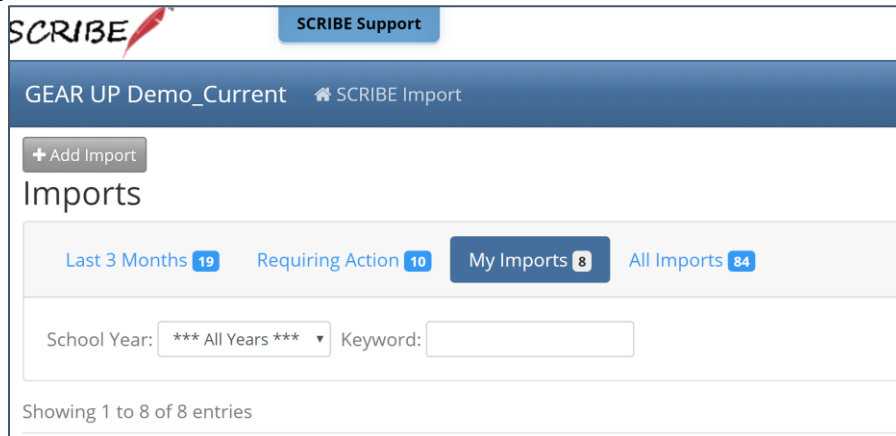 SCRIBE
SCRIBE Support
GEAR UP Demo_Current SCRIBE Import
+ Add Import
Imports
Last 3 Months 19 Requiring Action 10 My Imports 8 All Imports 84
School Year: *** All Years *** Keyword:
Showing 1 to 8 of 8 entries